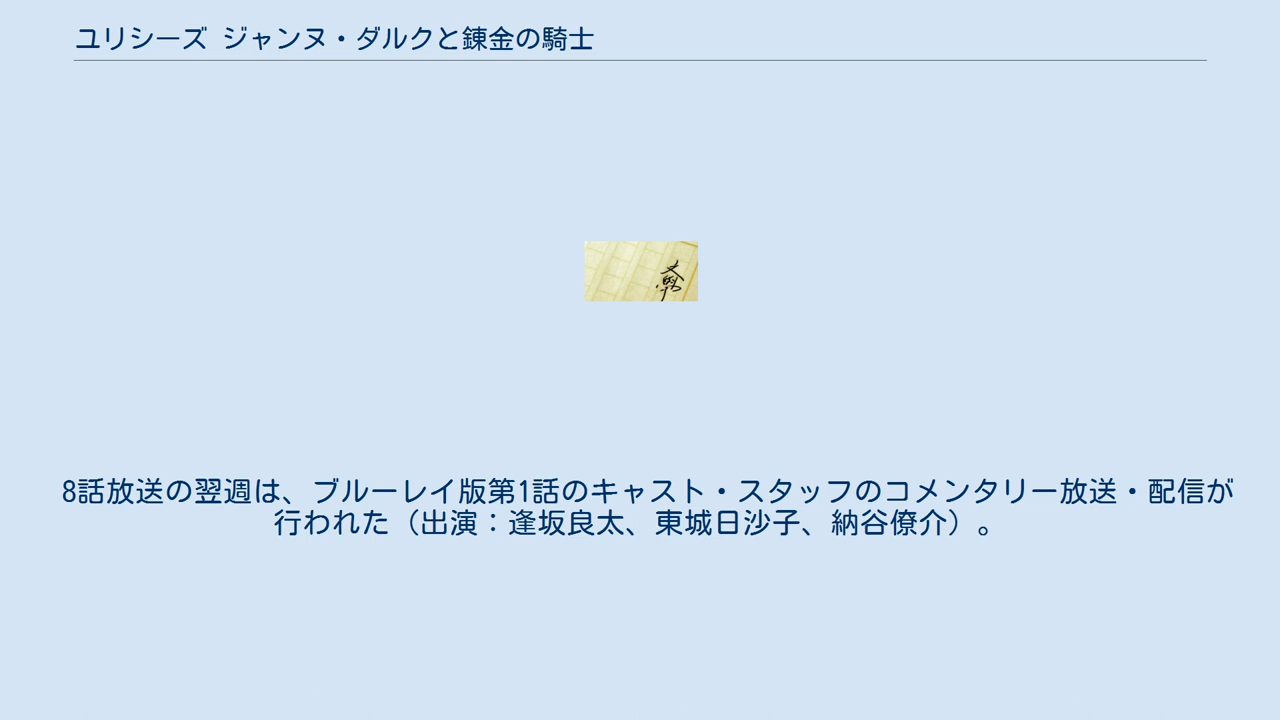 ユリシーズ ジャンヌ・ダルクと錬金の騎士
8話放送の翌週は、ブルーレイ版第1話のキャスト・スタッフのコメンタリー放送・配信が
行われた（出演：逢坂良太、東城日沙子、納谷僚介）。